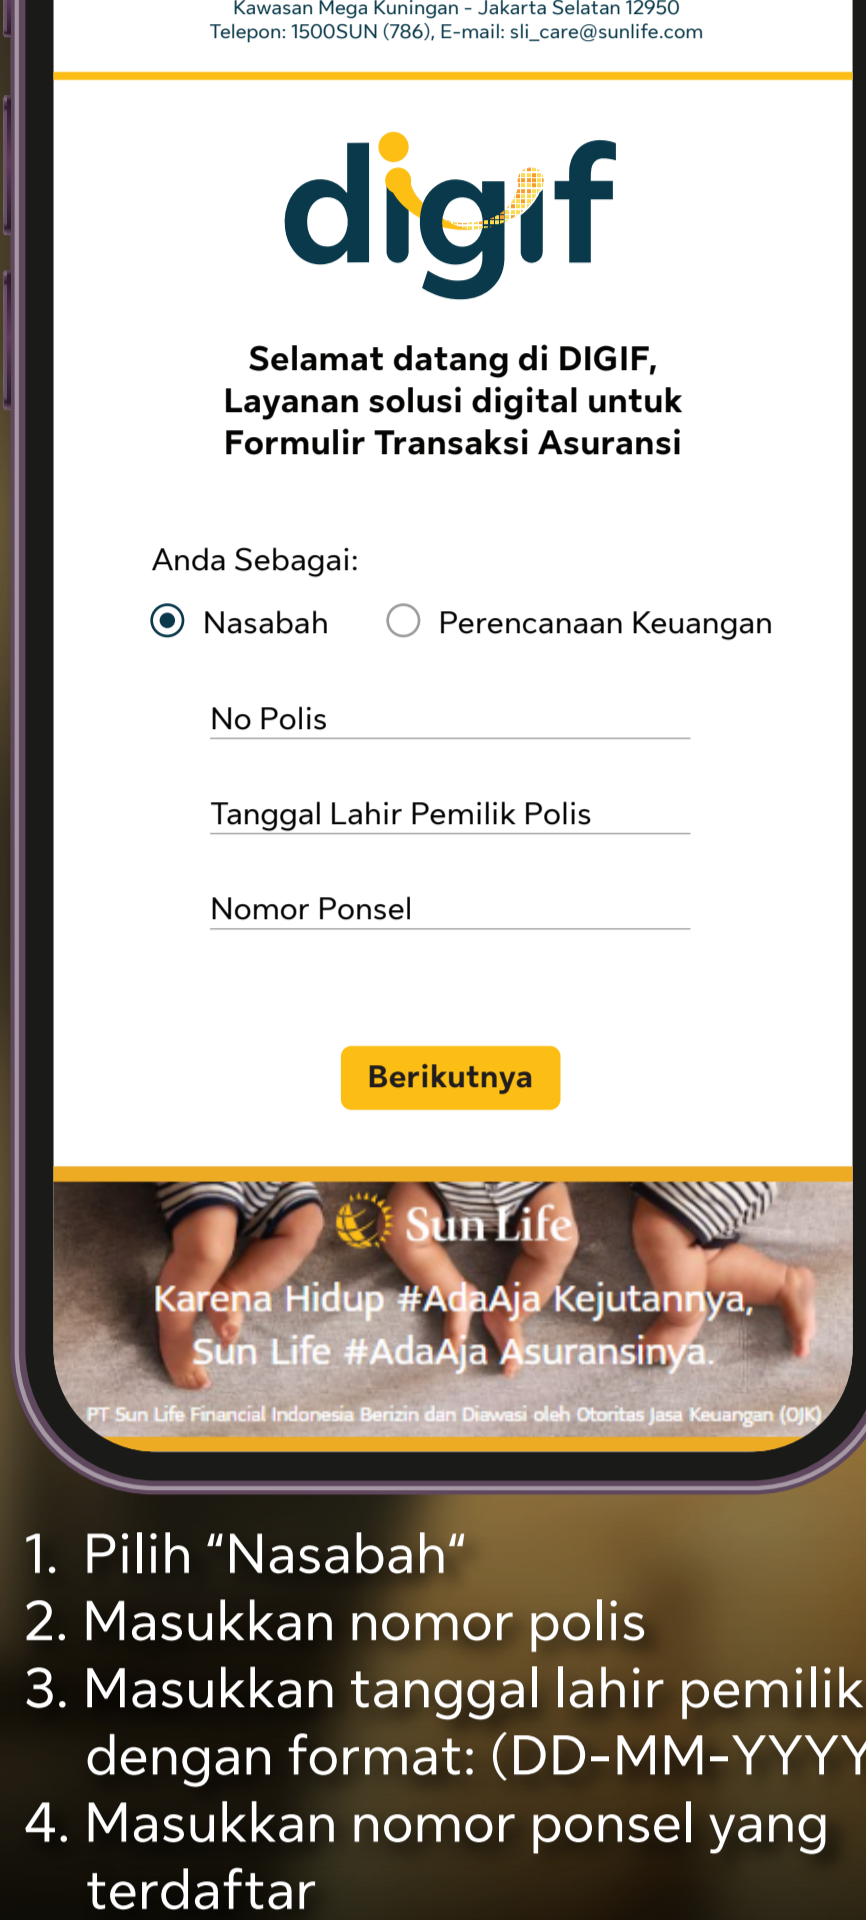 Kawasan Mega Kuningan - Jakarta Selatan 12950
Telepon: 1500SUN (786), E-mail: sli_care@sunlife.com
digif
Selamat datang di DIGIF,
Layanan solusi digital untuk
Formulir Transaksi Asuransi
Anda Sebagai:
Nasabah Perencanaan Keuangan
No Polis
Tanggal Lahir Pemilik Polis
Nomor Ponsel
Berikutnya
Sun Life
Karena Hidup #AdaAja Kejutannya,
Sun Life #AdaAja Asuransinya.
PT Sun Life Financial Indonesia Berizin dan Diawasi oleh Otoritas Jasa Keuangan (OJK)
1. Pilih “Nasabah“
2. Masukkan nomor polis
3. Masukkan tanggal lahir pemilik
dengan format: (DD-MM-YYYY
4. Masukkan nomor ponsel yang
terdaftar